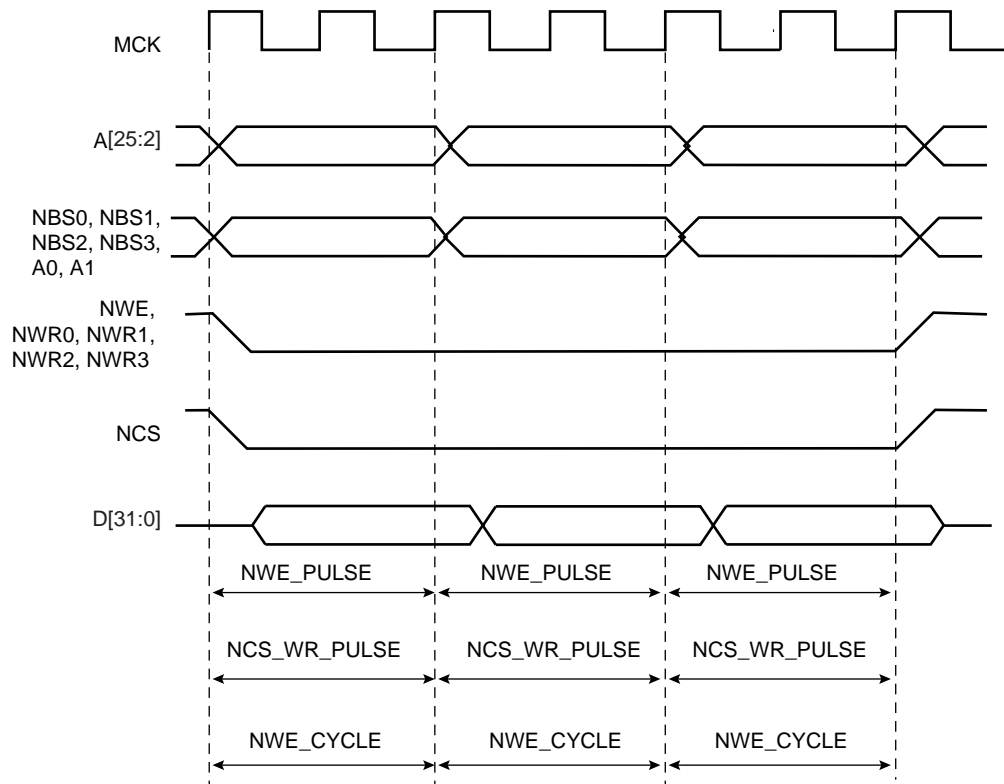 MCK
A[25:2]
NBS0, NBS1,
NBS2, NBS3,
A0, A1
NWE,
NWR0, NWR1,
NWR2, NWR3
NCS
D[31:0]
NWE_PULSE NWE_PULSE NWE_PULSE
NCS_WR_PULSE NCS_WR_PULSE NCS_WR_PULSE
NWE_CYCLE NWE_CYCLE NWE_CYCLE